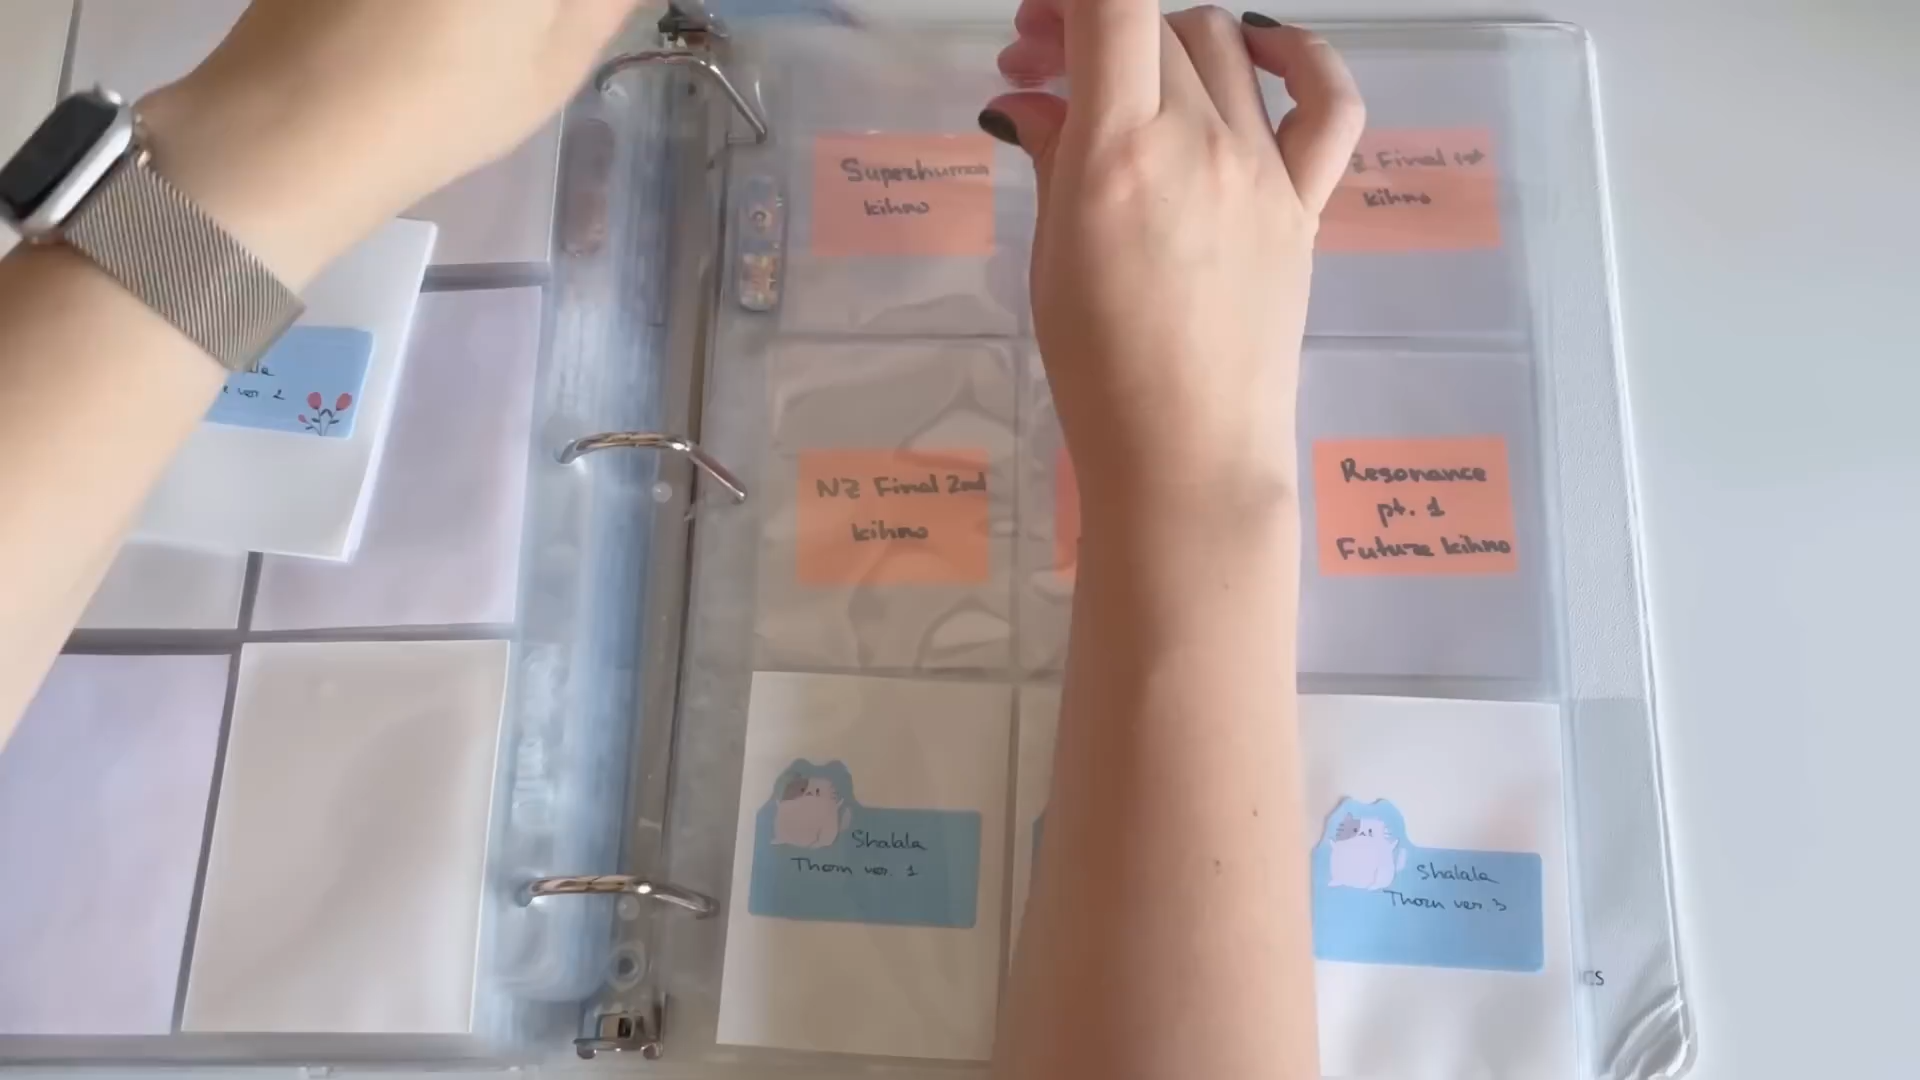 Superhuman
kihno
Final 1st
kihno
ver 2
NZ Final 2nd
kihno
Resonance
pt. 1
Future kihno
Shalala
Thorn ver. 1
Shalala
Thorn ver. 3
CS